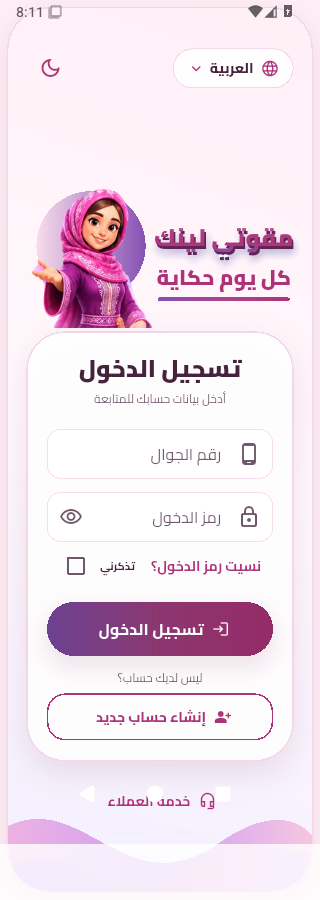 8:11
العربية
مقوتي لينك
كل يوم حكاية
تسجيل الدخول
أدخل بيانات حسابك للمتابعة
رقم الجوال
رمز الدخول
نسيت رمز الدخول؟ تذكرني
تسجيل الدخول
ليس لديك حساب؟
إنشاء حساب جديد
خدمة العملاء